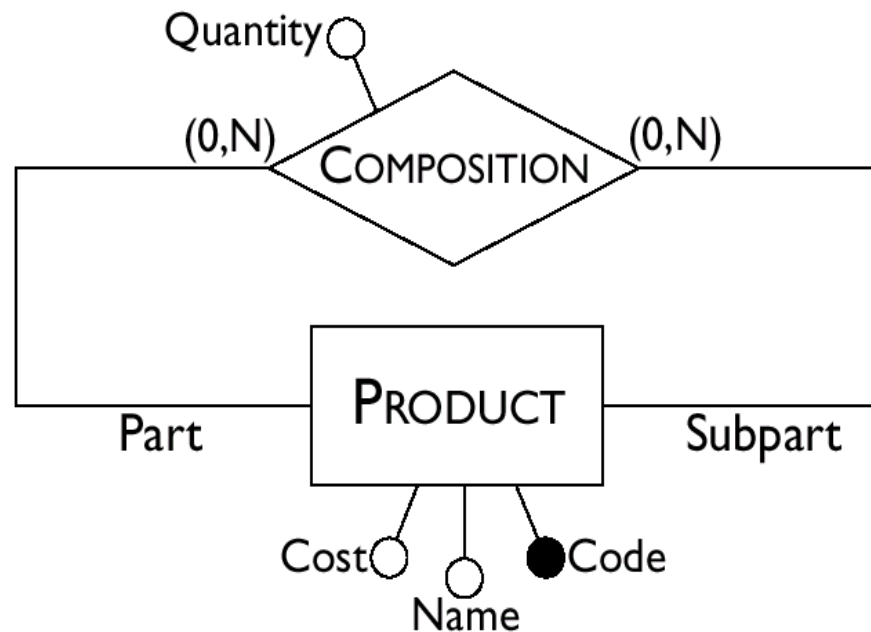 Quantity
(0,N)
COMPOSITION
(0,N)
PRODUCT
Part
Subpart
Cost
Code
Name